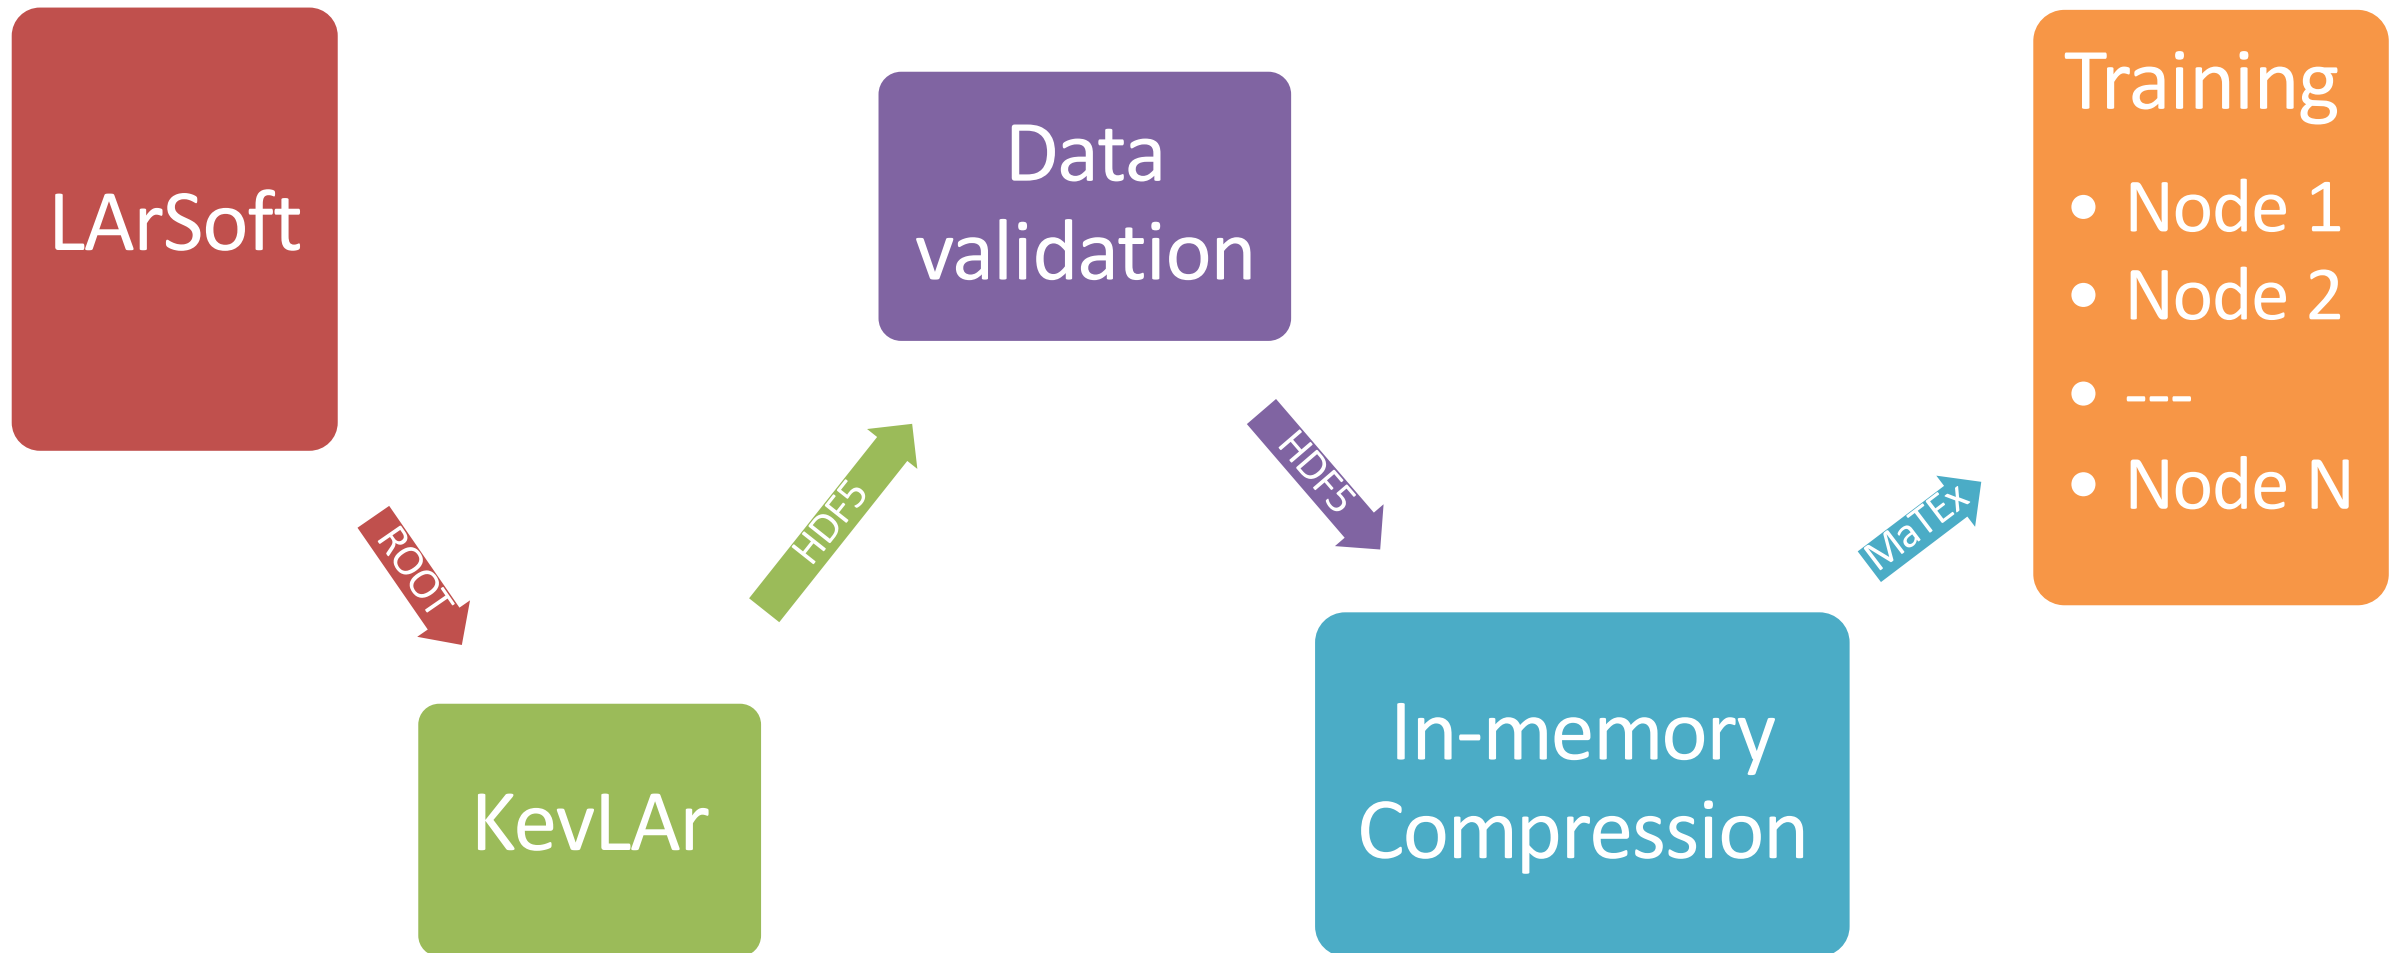 LArSoft
ROOT
KevLAr
HDF5
Data
validation
HDF5
In-memory
Compression
MaTEx
Training
• Node 1
• Node 2
• ---
• Node N